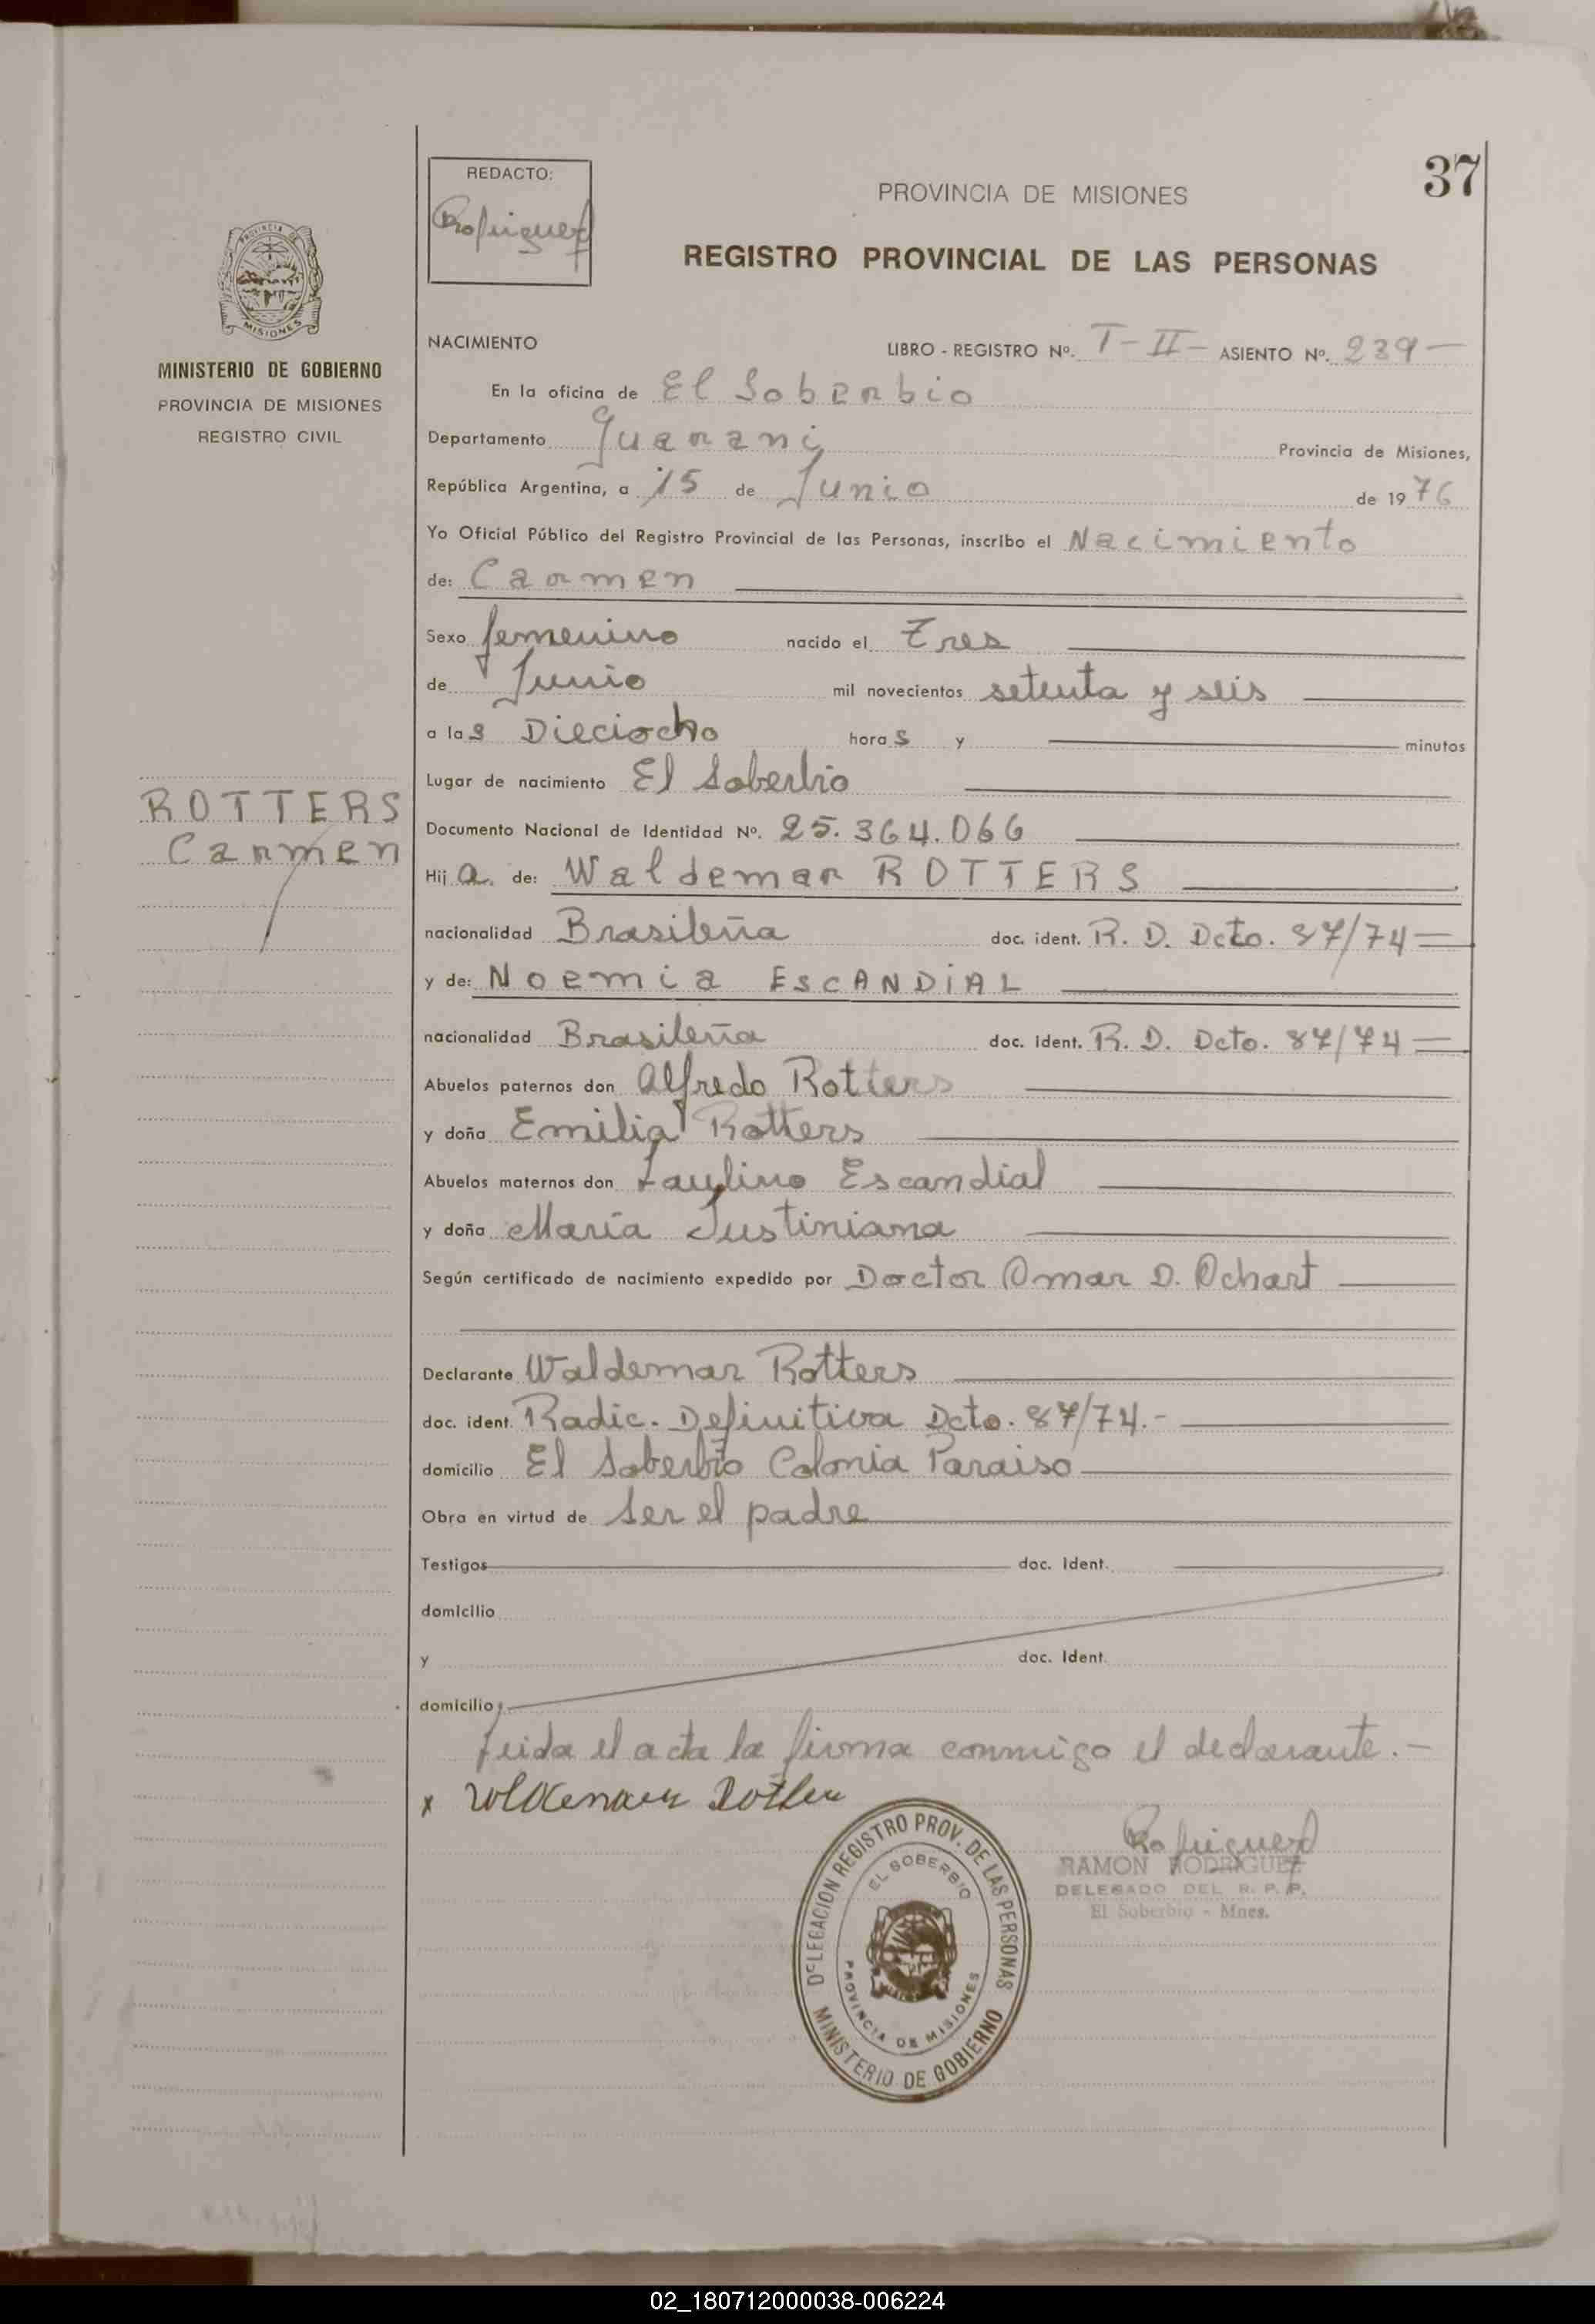 37
REDACTO:
Rodriguez
PROVINCIA DE MISIONES
REGISTRO PROVINCIAL DE LAS PERSONAS
PROVINCIA DE
MISIONES
MINISTERIO DE GOBIERNO
PROVINCIA DE MISIONES
REGISTRO CIVIL
ROTTERS
Carmen
NACIMIENTO LIBRO - REGISTRO Nº. T-II- ASIENTO Nº. 239-
En la oficina de El Soberbio
Departamento Guarani Provincia de Misiones,
República Argentina, a 15 de Junio de 1976
Yo Oficial Público del Registro Provincial de las Personas, inscribo el Nacimiento
de: Carmen
Sexo femenino nacido el Tres
de Junio mil novecientos setenta y seis
a las Dieciocho horas y minutos
Lugar de nacimiento El Soberbio
Documento Nacional de Identidad Nº. 25.364.066
Hija. de: Waldemar ROTTERS
nacionalidad Brasileña doc. ident. R. D. Dcto. 87/74
y de: Noemia ESCANDIAL
nacionalidad Brasileña doc. ident. R. D. Dcto. 87/74
Abuelos paternos don Alfredo Rotters
y doña Emilia Rotters
Abuelos maternos don Escandial
y doña María Justiniana
Según certificado de nacimiento expedido por Doctor Omar D. Ochart
Declarante Waldemar Rotters
doc. ident. Radic. Definitiva Dcto. 87/74.-
domicilio El Soberbio Colonia Paraiso
Obra en virtud de ser el padre
Testigos doc. ident.
domicilio
y doc. ident.
domicilio
Leida el acta la firma conmigo el declarante.-
x Woldemar Rotter
Rodriguez
RAMON RODRIGUEZ
DELEGADO DEL R. P. P.
El Soberbio - Mnes.
DELEGACION REGISTRO PROV. DE LAS PERSONAS
EL SOBERBIO
PROVINCIA DE MISIONES
MINISTERIO DE GOBIERNO
02_180712000038-006224